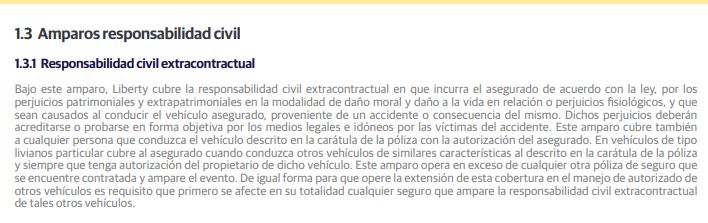 1.3 Amparos responsabilidad civil
1.3.1 Responsabilidad civil extracontractual
Bajo este amparo, Liberty cubre la responsabilidad civil extracontractual en que incurra el asegurado de acuerdo con la ley, por los
perjuicios patrimoniales y extrapatrimoniales en la modalidad de daño moral y daño a la vida en relación o perjuicios fisiológicos, y que
sean causados al conducir el vehículo asegurado, proveniente de un accidente o consecuencia del mismo. Dichos perjuicios deberán
acreditarse o probarse en forma objetiva por los medios legales e idóneos por las víctimas del accidente. Este amparo cubre también
a cualquier persona que conduzca el vehículo descrito en la carátula de la póliza con la autorización del asegurado. En vehículos de tipo
livianos particular cubre al asegurado cuando conduzca otros vehículos de similares características al descrito en la carátula de la póliza
y siempre que tenga autorización del propietario de dicho vehículo. Este amparo opera en exceso de cualquier otra póliza de seguro que
se encuentre contratada y ampare el evento. De igual forma para que opere la extensión de esta cobertura en el manejo de autorizado de
otros vehículos es requisito que primero se afecte en su totalidad cualquier seguro que ampare la responsabilidad civil extracontractual
de tales otros vehículos.